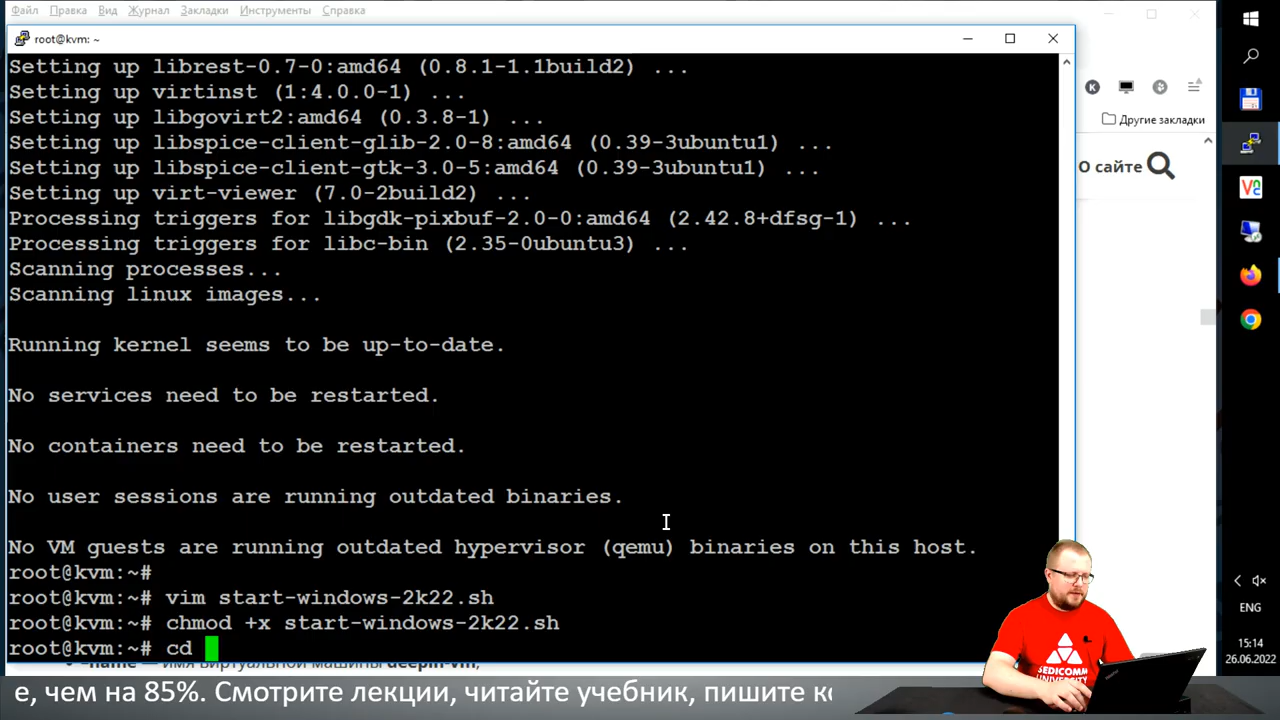 Файл Правка Вид Журнал Закладки Инструменты Справка
root@kvm: ~
Setting up librest-0.7-0:amd64 (0.8.1-1.1build2) ...
Setting up virtinst (1:4.0.0-1) ...
Setting up libgovirt2:amd64 (0.3.8-1) ...
Setting up libspice-client-glib-2.0-8:amd64 (0.39-3ubuntu1) ...
Setting up libspice-client-gtk-3.0-5:amd64 (0.39-3ubuntu1) ...
Setting up virt-viewer (7.0-2build2) ...
Processing triggers for libgdk-pixbuf-2.0-0:amd64 (2.42.8+dfsg-1) ...
Processing triggers for libc-bin (2.35-0ubuntu3) ...
Scanning processes...
Scanning linux images...
Running kernel seems to be up-to-date.
No services need to be restarted.
No containers need to be restarted.
No user sessions are running outdated binaries.
No VM guests are running outdated hypervisor (qemu) binaries on this host.
root@kvm:~#
root@kvm:~# vim start-windows-2k22.sh
root@kvm:~# chmod +x start-windows-2k22.sh
root@kvm:~# cd
-name — имя виртуальной машины deepin-vm,
Другие закладки
О сайте
ENG
15:14
26.06.2022
SEDICOMM
UNIVERSITY
е, чем на 85%. Смотрите лекции, читайте учебник, пишите